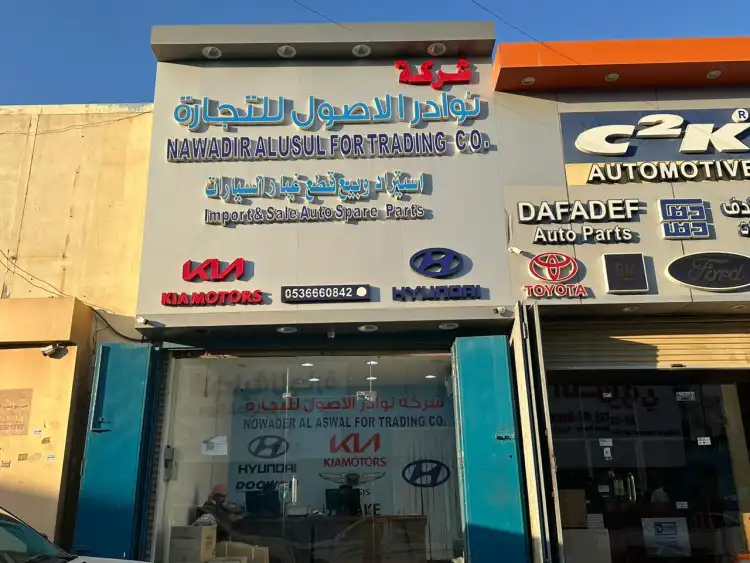 شركة
نوادر الاصول للتجارة
NAWADIR ALUSUL FOR TRADING CO.
استيراد وبيع قطع غيار السيارات
Import & Sale Auto Spare Parts
KIA
KIA MOTORS
0536660842
HYUNDAI
شركة نوادر الاصول للتجارة
NOWADER AL ASWAL FOR TRADING CO.
HYUNDAI
KIA
KIAMOTORS
C2K ®
AUTOMOTIVE
DAFADEF
Auto Parts
TOYOTA
GM
Ford